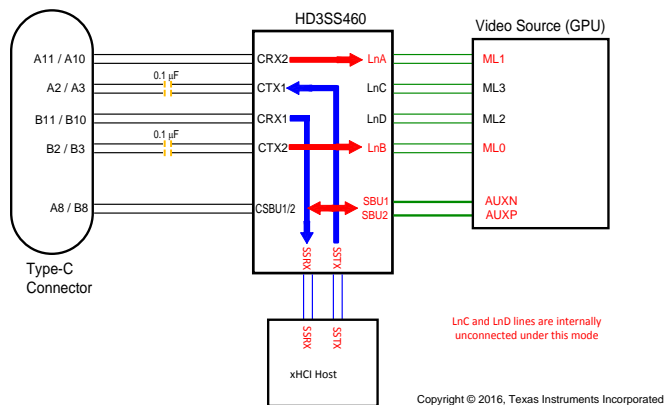 HD3SS460
Video Source (GPU)
A11 / A10
CRX2
LnA
ML1
0.1 µF
A2 / A3
CTX1
LnC
ML3
B11 / B10
CRX1
LnD
ML2
0.1 µF
B2 / B3
CTX2
LnB
ML0
A8 / B8
CSBU1/2
SBU1
SBU2
AUXN
AUXP
SSRX
SSTX
Type-C
Connector
SSRX
SSTX
xHCI Host
LnC and LnD lines are internally
unconnected under this mode
Copyright © 2016, Texas Instruments Incorporated